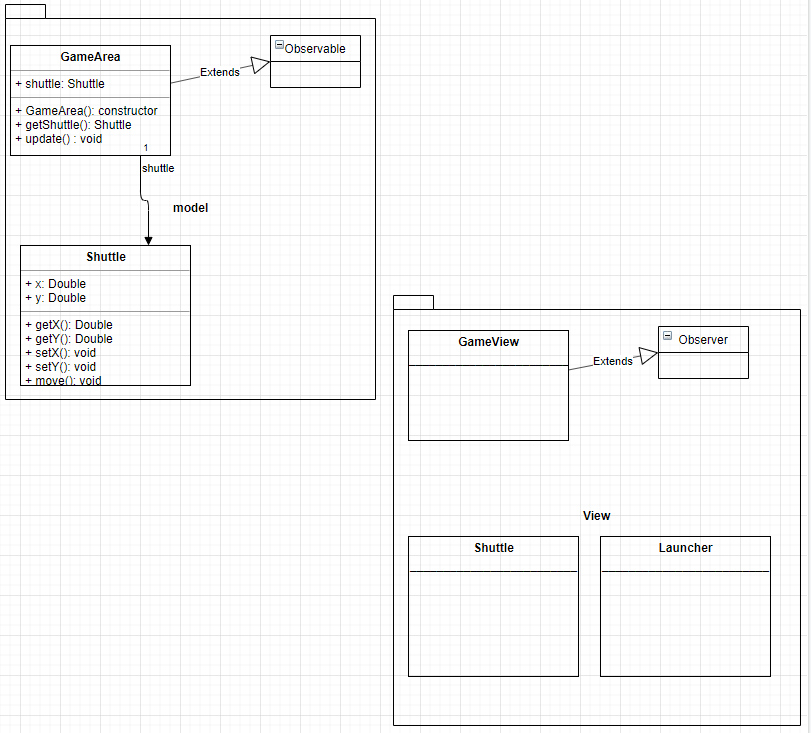 GameArea
+ shuttle: Shuttle
+ GameArea(): constructor
+ getShuttle(): Shuttle
+ update() : void
Extends
Observable
1
shuttle
model
Shuttle
+ x: Double
+ y: Double
+ getX(): Double
+ getY(): Double
+ setX(): void
+ setY(): void
+ move(): void
GameView
Extends
Observer
View
Shuttle
Launcher